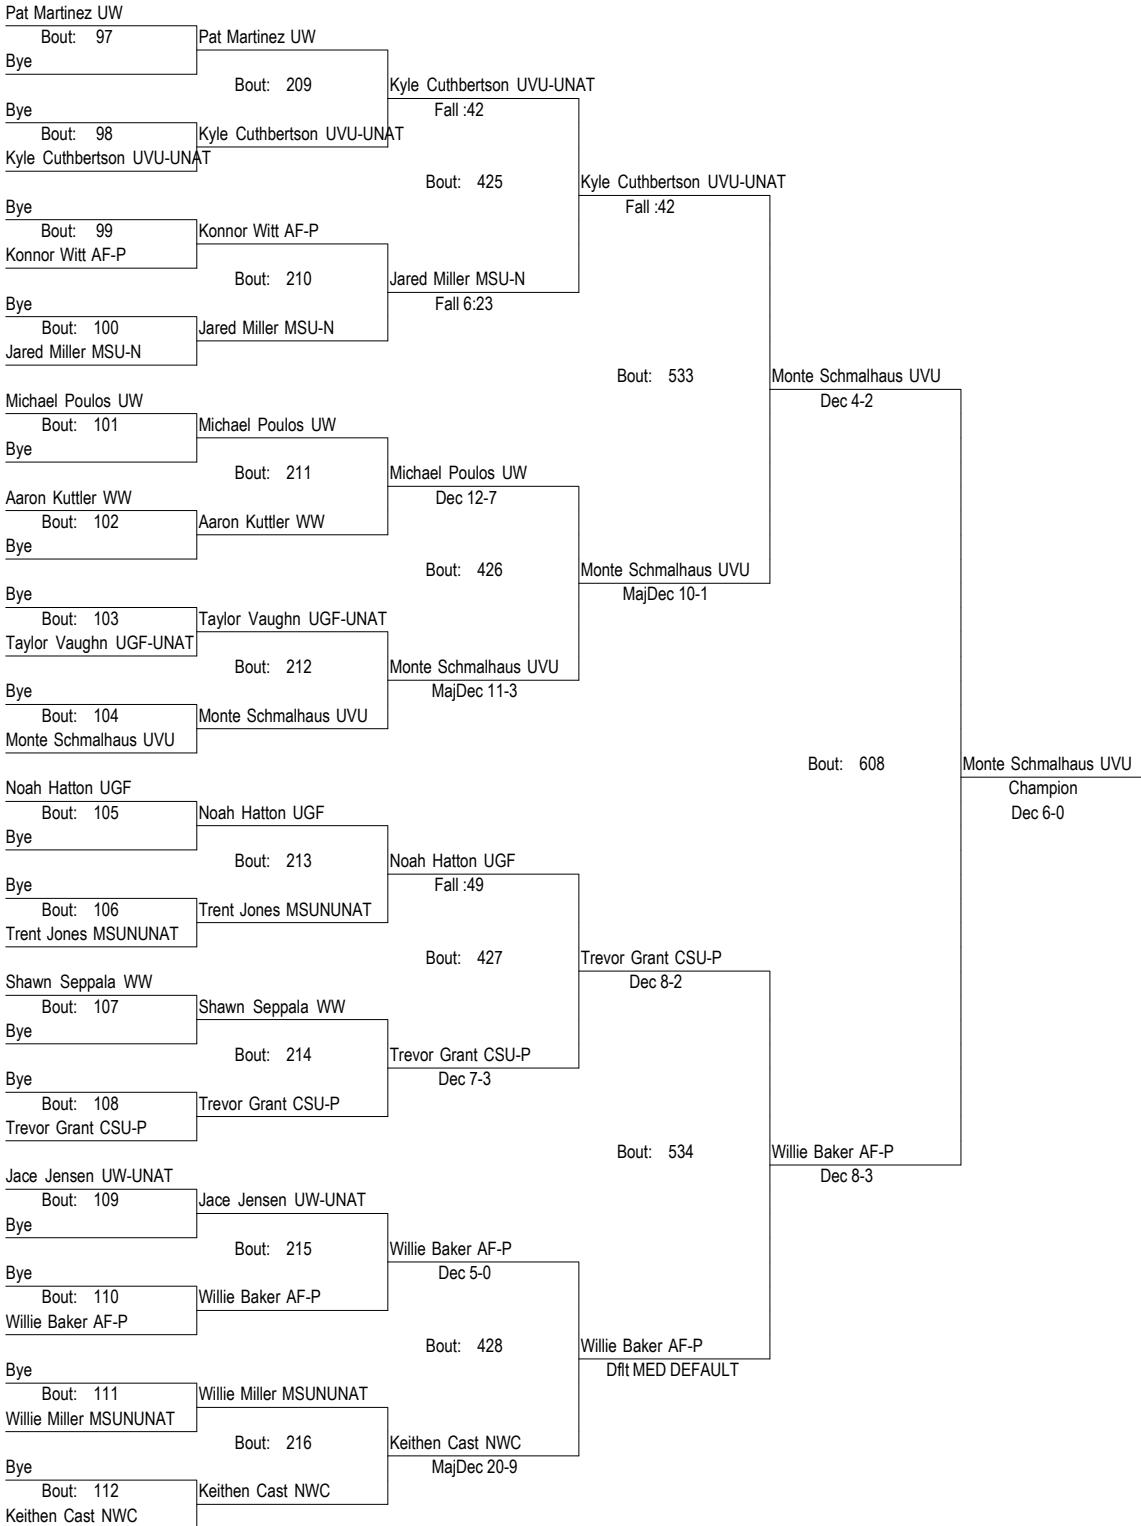 Pat Martinez UW
Bout: 97
Pat Martinez UW
Bye
Bout: 209
Kyle Cuthbertson UVU-UNAT
Bye
Fall :42
Bout: 98
Kyle Cuthbertson UVU-UNAT
Kyle Cuthbertson UVU-UNAT
Bout: 425
Kyle Cuthbertson UVU-UNAT
Bye
Fall :42
Bout: 99
Konnor Witt AF-P
Konnor Witt AF-P
Bout: 210
Jared Miller MSU-N
Bye
Fall 6:23
Bout: 100
Jared Miller MSU-N
Jared Miller MSU-N
Bout: 533
Monte Schmalhaus UVU
Michael Poulos UW
Dec 4-2
Bout: 101
Michael Poulos UW
Bye
Bout: 211
Michael Poulos UW
Aaron Kuttler WW
Dec 12-7
Bout: 102
Aaron Kuttler WW
Bye
Bout: 426
Monte Schmalhaus UVU
Bye
MajDec 10-1
Bout: 103
Taylor Vaughn UGF-UNAT
Taylor Vaughn UGF-UNAT
Bout: 212
Monte Schmalhaus UVU
Bye
MajDec 11-3
Bout: 104
Monte Schmalhaus UVU
Monte Schmalhaus UVU
Bout: 608
Monte Schmalhaus UVU
Noah Hatton UGF
Champion
Bout: 105
Noah Hatton UGF
Dec 6-0
Bye
Bout: 213
Noah Hatton UGF
Bye
Fall :49
Bout: 106
Trent Jones MSUNUNAT
Trent Jones MSUNUNAT
Bout: 427
Trevor Grant CSU-P
Shawn Seppala WW
Dec 8-2
Bout: 107
Shawn Seppala WW
Bye
Bout: 214
Trevor Grant CSU-P
Bye
Dec 7-3
Bout: 108
Trevor Grant CSU-P
Trevor Grant CSU-P
Bout: 534
Willie Baker AF-P
Jace Jensen UW-UNAT
Dec 8-3
Bout: 109
Jace Jensen UW-UNAT
Bye
Bout: 215
Willie Baker AF-P
Bye
Dec 5-0
Bout: 110
Willie Baker AF-P
Willie Baker AF-P
Bout: 428
Willie Baker AF-P
Bye
Dflt MED DEFAULT
Bout: 111
Willie Miller MSUNUNAT
Willie Miller MSUNUNAT
Bout: 216
Keithen Cast NWC
Bye
MajDec 20-9
Bout: 112
Keithen Cast NWC
Keithen Cast NWC